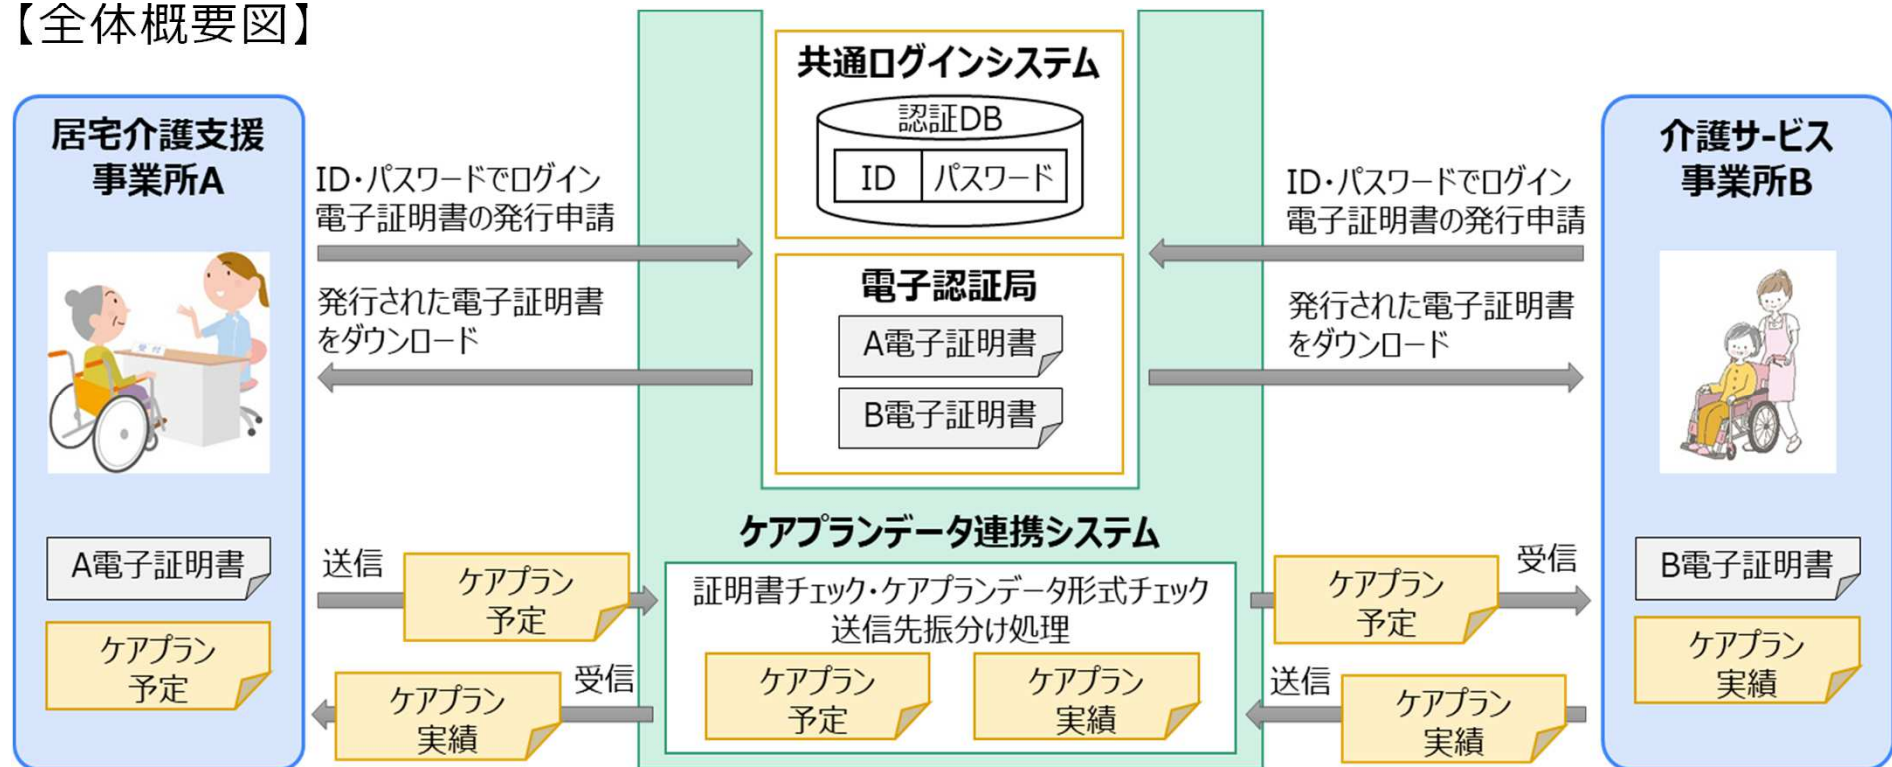 【全体概要図】
居宅介護支援
事業所A
受付
A電子証明書
ケアプラン
予定
ID・パスワードでログイン
電子証明書の発行申請
発行された電子証明書
をダウンロード
送信
ケアプラン
予定
受信
ケアプラン
実績
共通ログインシステム
認証DB
ID
パスワード
電子認証局
A電子証明書
B電子証明書
ケアプランデータ連携システム
証明書チェック・ケアプランデータ形式チェック
送信先振分け処理
ケアプラン
予定
ケアプラン
実績
ID・パスワードでログイン
電子証明書の発行申請
発行された電子証明書
をダウンロード
ケアプラン
予定
受信
送信
ケアプラン
実績
介護サービス
事業所B
B電子証明書
ケアプラン
実績